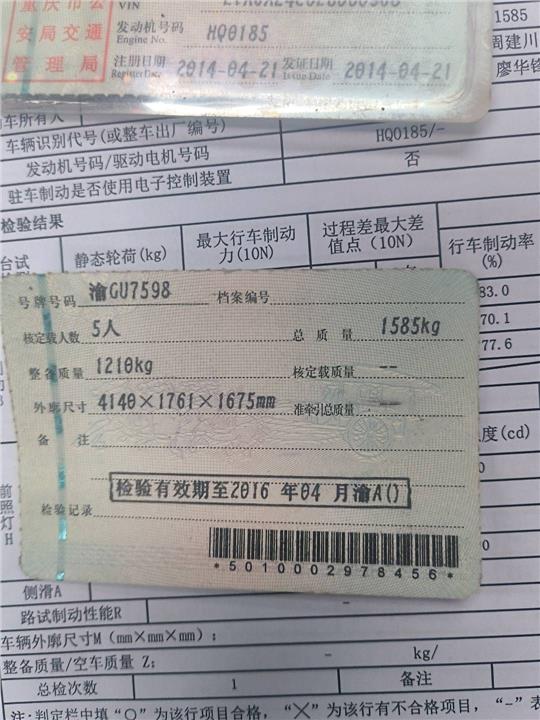 重庆市公
安局交通
管理局
VIN
发动机号码
Engine No.
HQ0185
注册日期
Register Date
2014-04-21
发证日期
Issue Date
2014-04-21
1585
周建川
廖华锋
车所有人
车辆识别代号(或整车出厂编号)
发动机号码/驱动电机号码
HQ0185/-
驻车制动是否使用电子控制装置
否
检验结果
台试
静态轮荷(kg)
最大行车制动
力(10N)
过程差最大差
值点(10N)
行车制动率
(%)
83.0
70.1
77.6
号牌号码 渝GU7598 档案编号
核定载人数 5人 总质量 1585kg
整备质量 1210kg 核定载质量 --
外廓尺寸 4140×1761×1675mm 准牵引总质量 --
备注
检验有效期至2016 年04 月渝A()
检验记录
*5010002978456*
度(cd)
前
照
灯
H
侧滑A
路试制动性能R
车辆外廓尺寸M(mm×mm×mm):
整备质量/空车质量 Z:
- kg/
总检次数 1 备注
注:判定栏中填“○”为该行项目合格,“╳”为该行有不合格项目,“-”表